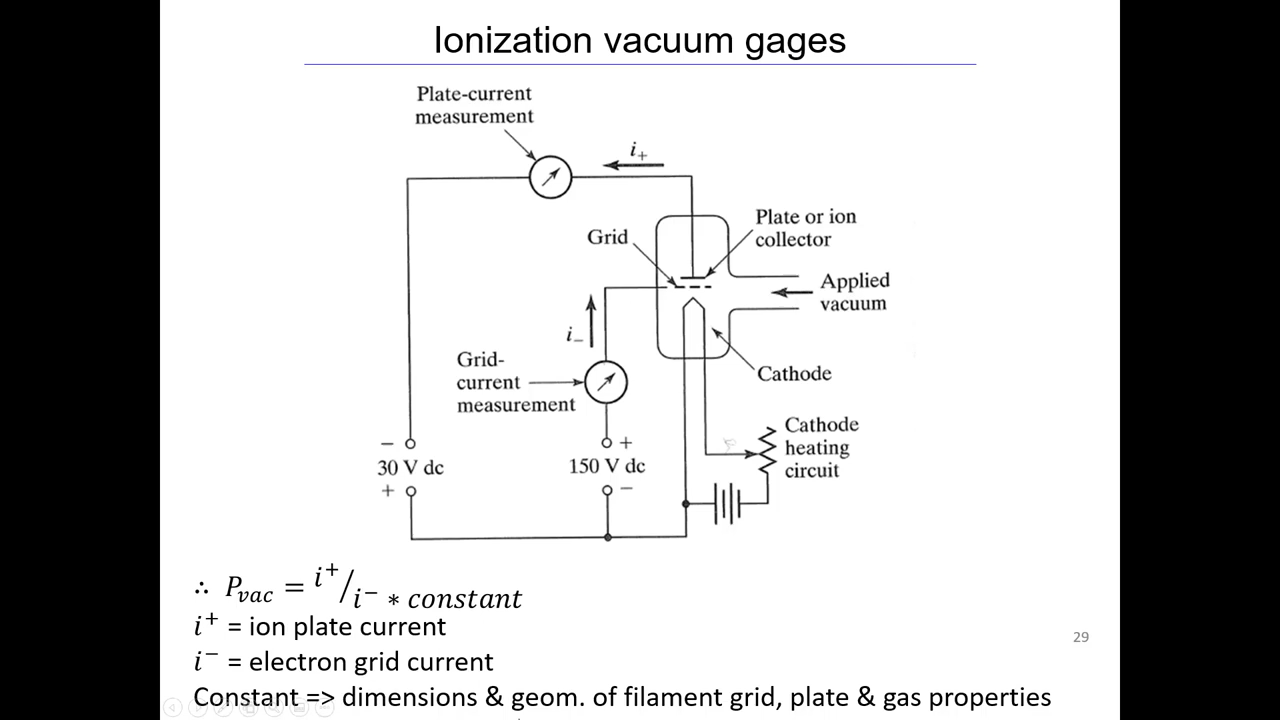 Ionization vacuum gages
Plate-current
measurement
i₊
Grid
Plate or ion
collector
Applied
vacuum
i₋
Grid-
current
measurement
Cathode
−
30 V dc
+
+
150 V dc
−
Cathode
heating
circuit
∴ P_vac = i⁺/i⁻ * constant
i⁺ = ion plate current
i⁻ = electron grid current
29
Constant => dimensions & geom. of filament grid, plate & gas properties